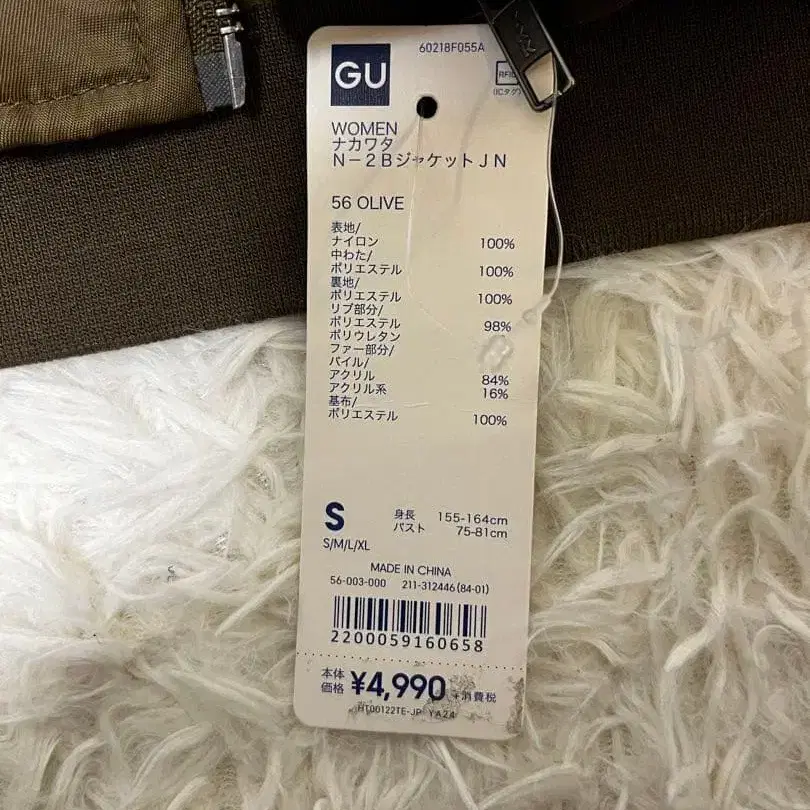 60218F055A
GU
RFID
(ICタグ)
WOMEN
ナカワタ
N-2BジャケットJN
56 OLIVE
表地/
ナイロン 100%
中わた/
ポリエステル 100%
裏地/
ポリエステル 100%
リブ部分/
ポリエステル 98%
ポリウレタン
ファー部分/
パイル/
アクリル 84%
アクリル系 16%
基布/
ポリエステル 100%
S 身長 155-164cm
S/M/L/XL バスト 75-81cm
MADE IN CHINA
56-003-000 211-312446(84-01)
2200059160658
本体価格 ¥4,990 +消費税
HT00122TE-JP YA24